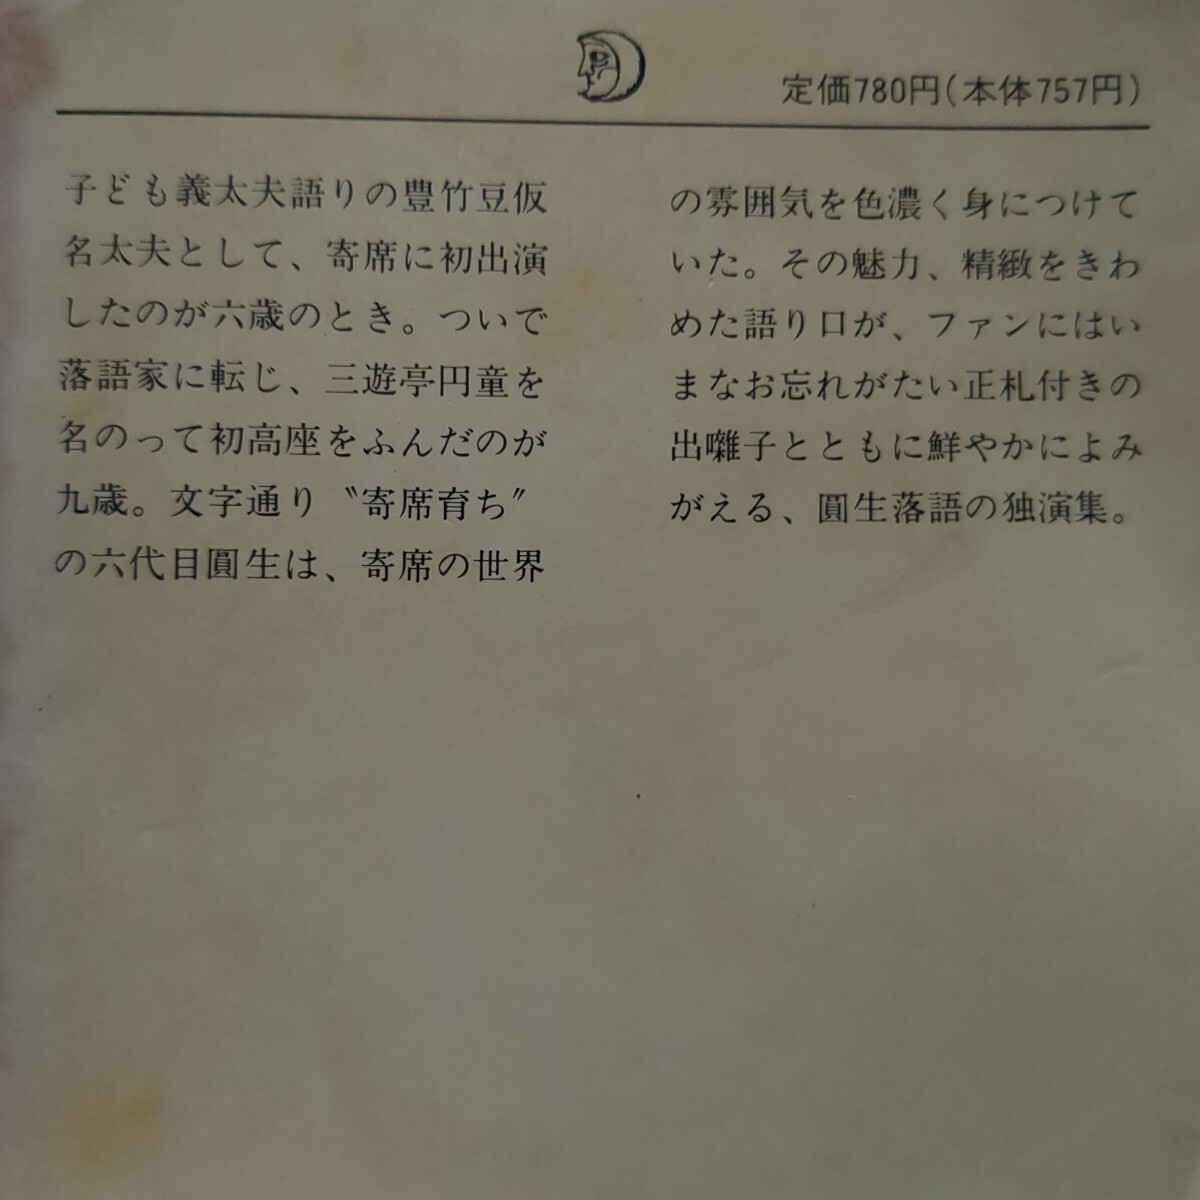 定価780円(本体757円)
子ども義太夫語りの豊竹豆仮
名太夫として、寄席に初出演
したのが六歳のとき。ついで
落語家に転じ、三遊亭円童を
名のって初高座をふんだのが
九歳。文字通り〝寄席育ち〟
の六代目圓生は、寄席の世界
の雰囲気を色濃く身につけて
いた。その魅力、精緻をきわ
めた語り口が、ファンにはい
まなお忘れがたい正札付きの
出囃子とともに鮮やかによみ
がえる、圓生落語の独演集。